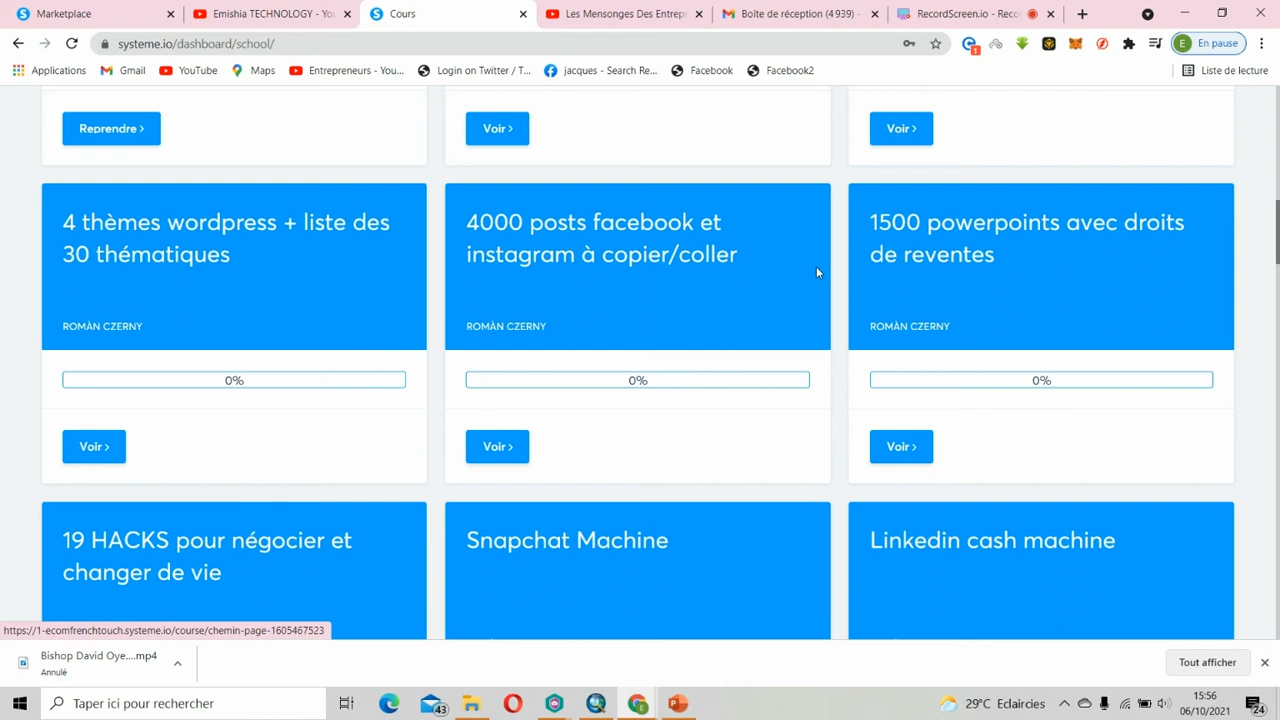 Marketplace
Emishia TECHNOLOGY - Yo
Cours
Les Mensonges Des Entrep
Boîte de réception (4 939) -
RecordScreen.io - Reco
systeme.io/dashboard/school/
1
E En pause
Applications
Gmail
YouTube
Maps
Entrepreneurs - You...
Login on Twitter / T...
jacques - Search Re...
Facebook
Facebook2
Liste de lecture
Reprendre >
Voir >
Voir >
4 thèmes wordpress + liste des
30 thématiques
ROMÀN CZERNY
0%
Voir >
4000 posts facebook et
instagram à copier/coller
ROMÀN CZERNY
0%
Voir >
1500 powerpoints avec droits
de reventes
ROMÀN CZERNY
0%
Voir >
19 HACKS pour négocier et
changer de vie
Snapchat Machine
Linkedin cash machine
https://1-ecomfrenchtouch.systeme.io/course/chemin-page-1605467523
Bishop David Oye....mp4
Annulé
Tout afficher
Taper ici pour rechercher
43
29°C Eclaircies
15:56
06/10/2021
24